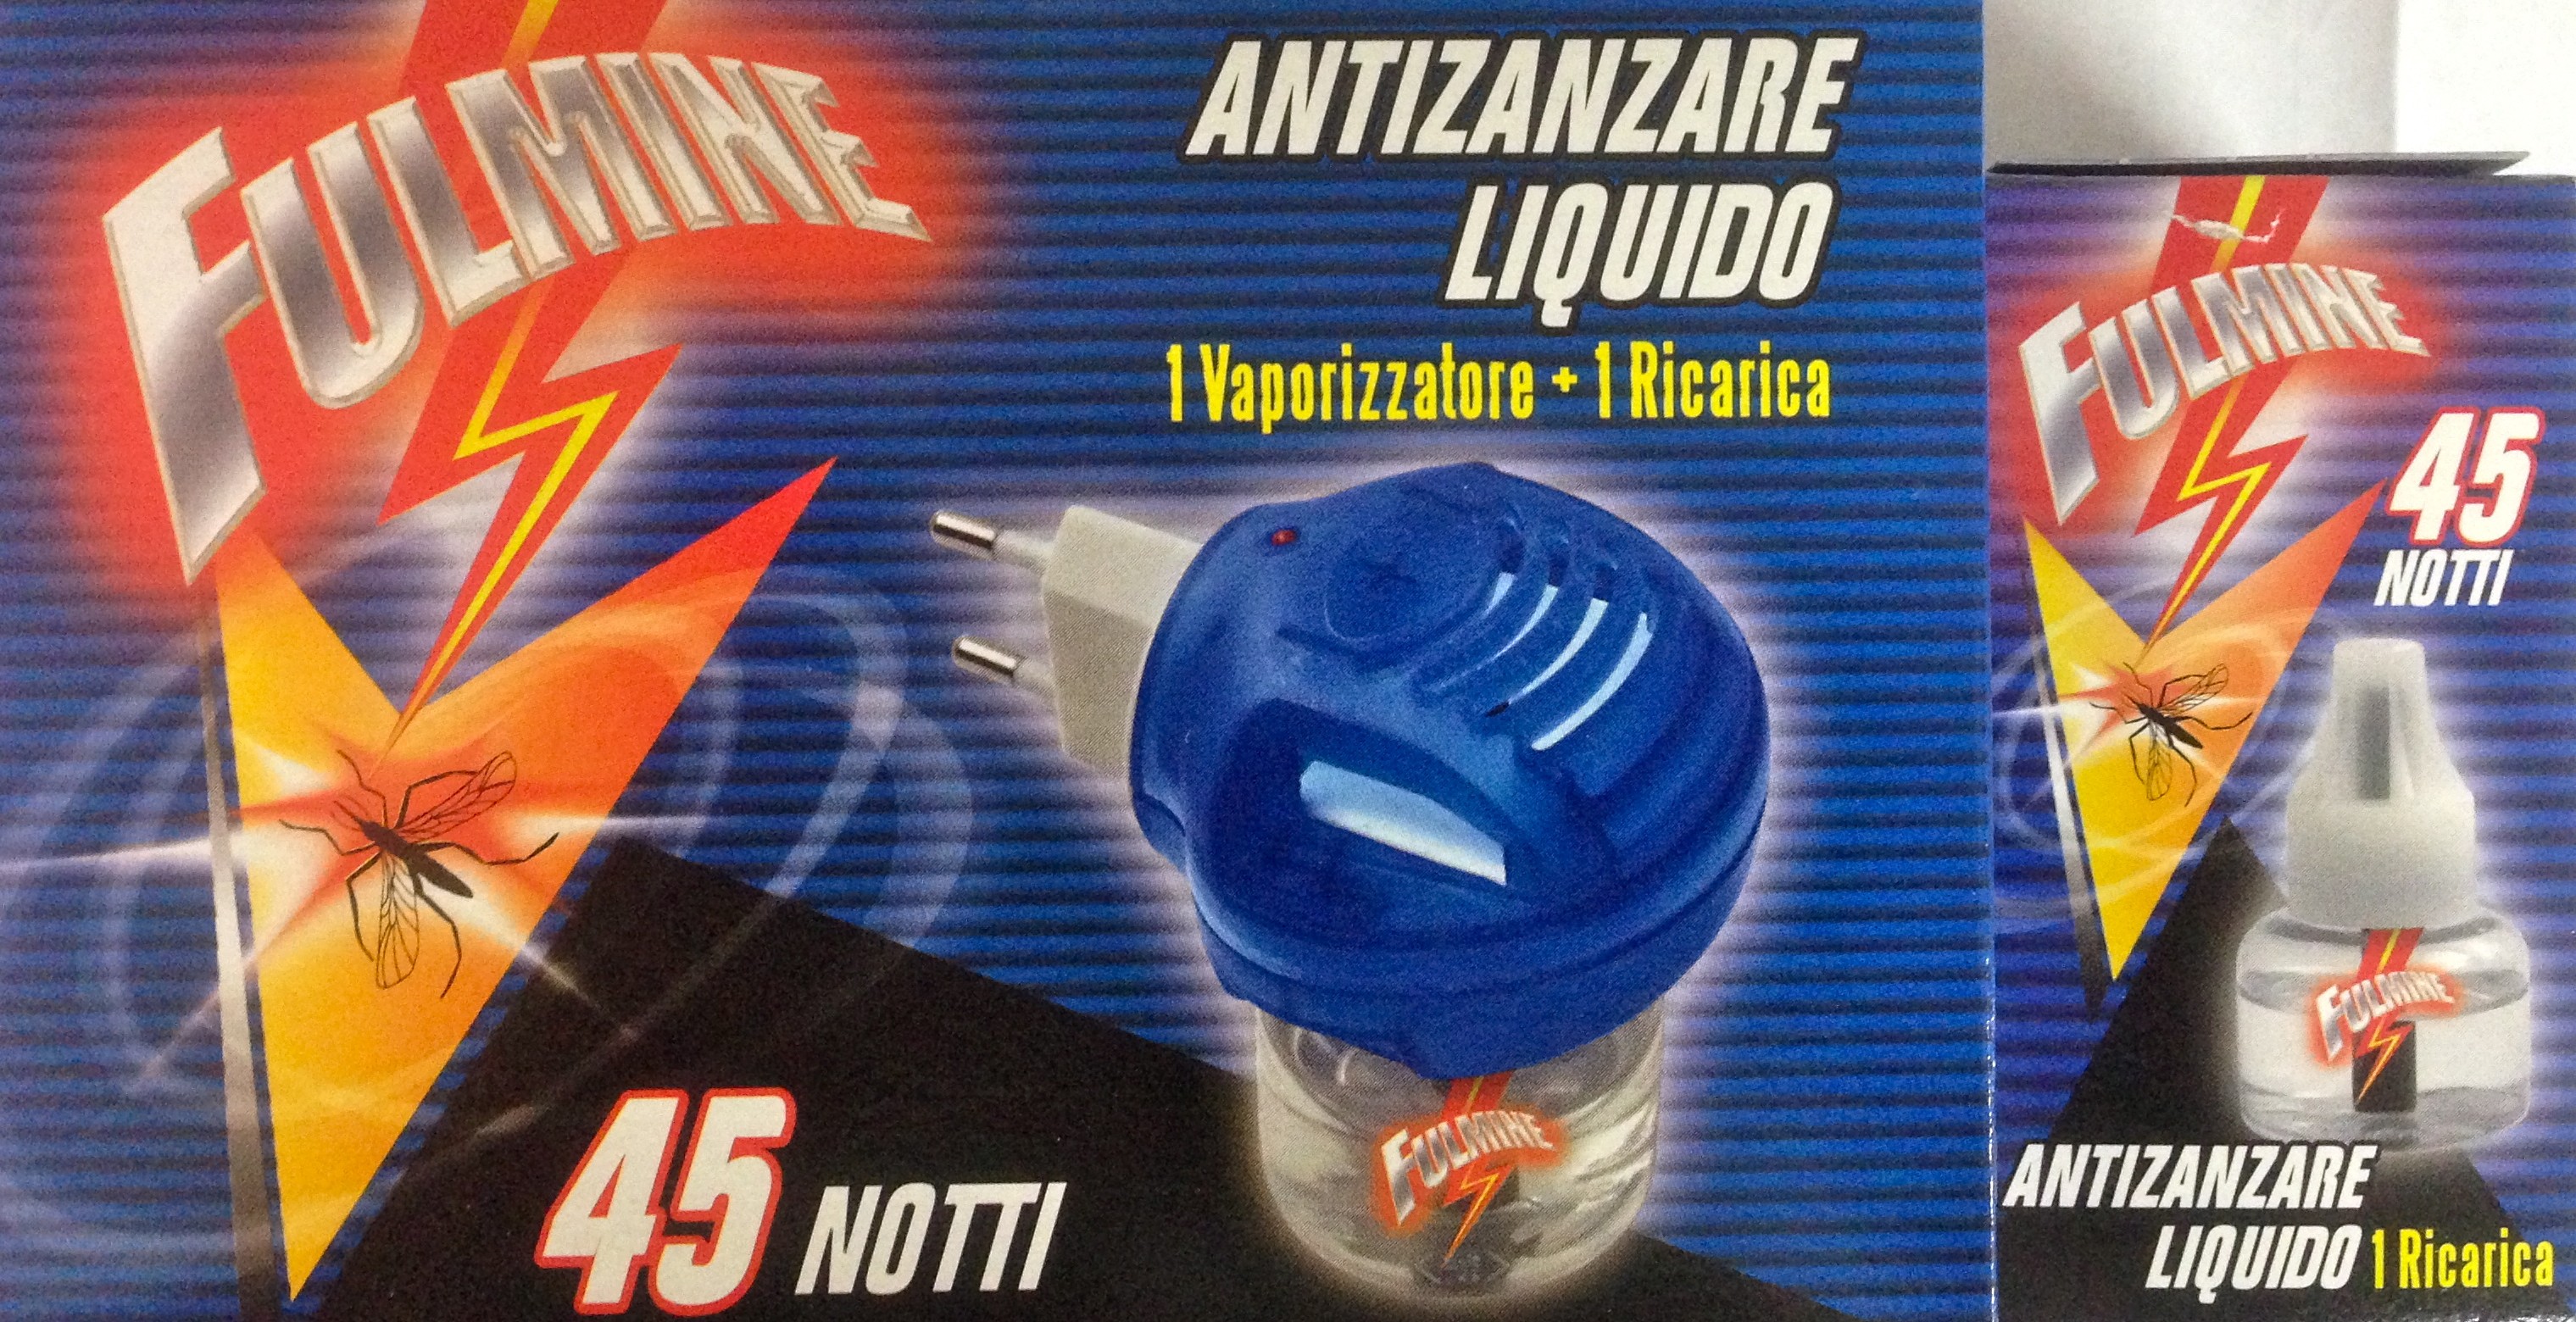 FULMINE
ANTIZANZARE
LIQUIDO
1 Vaporizzatore + 1 Ricarica
45 NOTTI
FULMINE
FULMINE
45
NOTTI
FULMINE
ANTIZANZARE
LIQUIDO 1 Ricarica